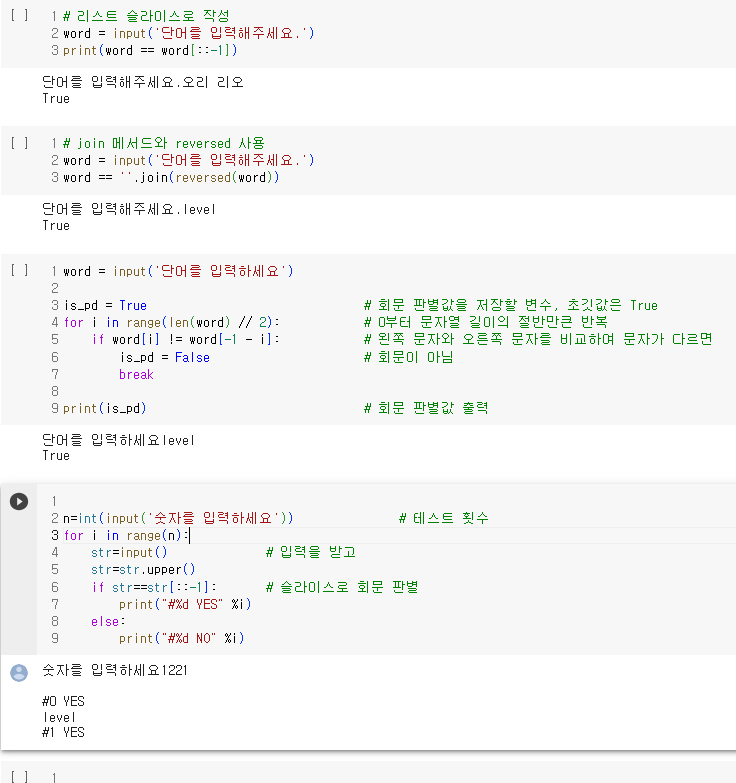 [ ] 1 # 리스트 슬라이스로 작성
2 word = input('단어를 입력해주세요.')
3 print(word == word[::-1])
단어를 입력해주세요.오리 리오
True
[ ] 1 # join 메서드와 reversed 사용
2 word = input('단어를 입력해주세요.')
3 word == ''.join(reversed(word))
단어를 입력해주세요.level
True
[ ] 1 word = input('단어를 입력하세요')
2
3 is_pd = True # 회문 판별값을 저장할 변수, 초깃값은 True
4 for i in range(len(word) // 2): # 0부터 문자열 길이의 절반만큼 반복
5 if word[i] != word[-1 - i]: # 왼쪽 문자와 오른쪽 문자를 비교하여 문자가 다르면
6 is_pd = False # 회문이 아님
7 break
8
9 print(is_pd) # 회문 판별값 출력
단어를 입력하세요level
True
1
2 n=int(input('숫자를 입력하세요')) # 테스트 횟수
3 for i in range(n):
4 str=input() # 입력을 받고
5 str=str.upper()
6 if str==str[::-1]: # 슬라이스로 회문 판별
7 print("#%d YES" %i)
8 else:
9 print("#%d NO" %i)
숫자를 입력하세요1221
#0 YES
level
#1 YES
[ ] 1